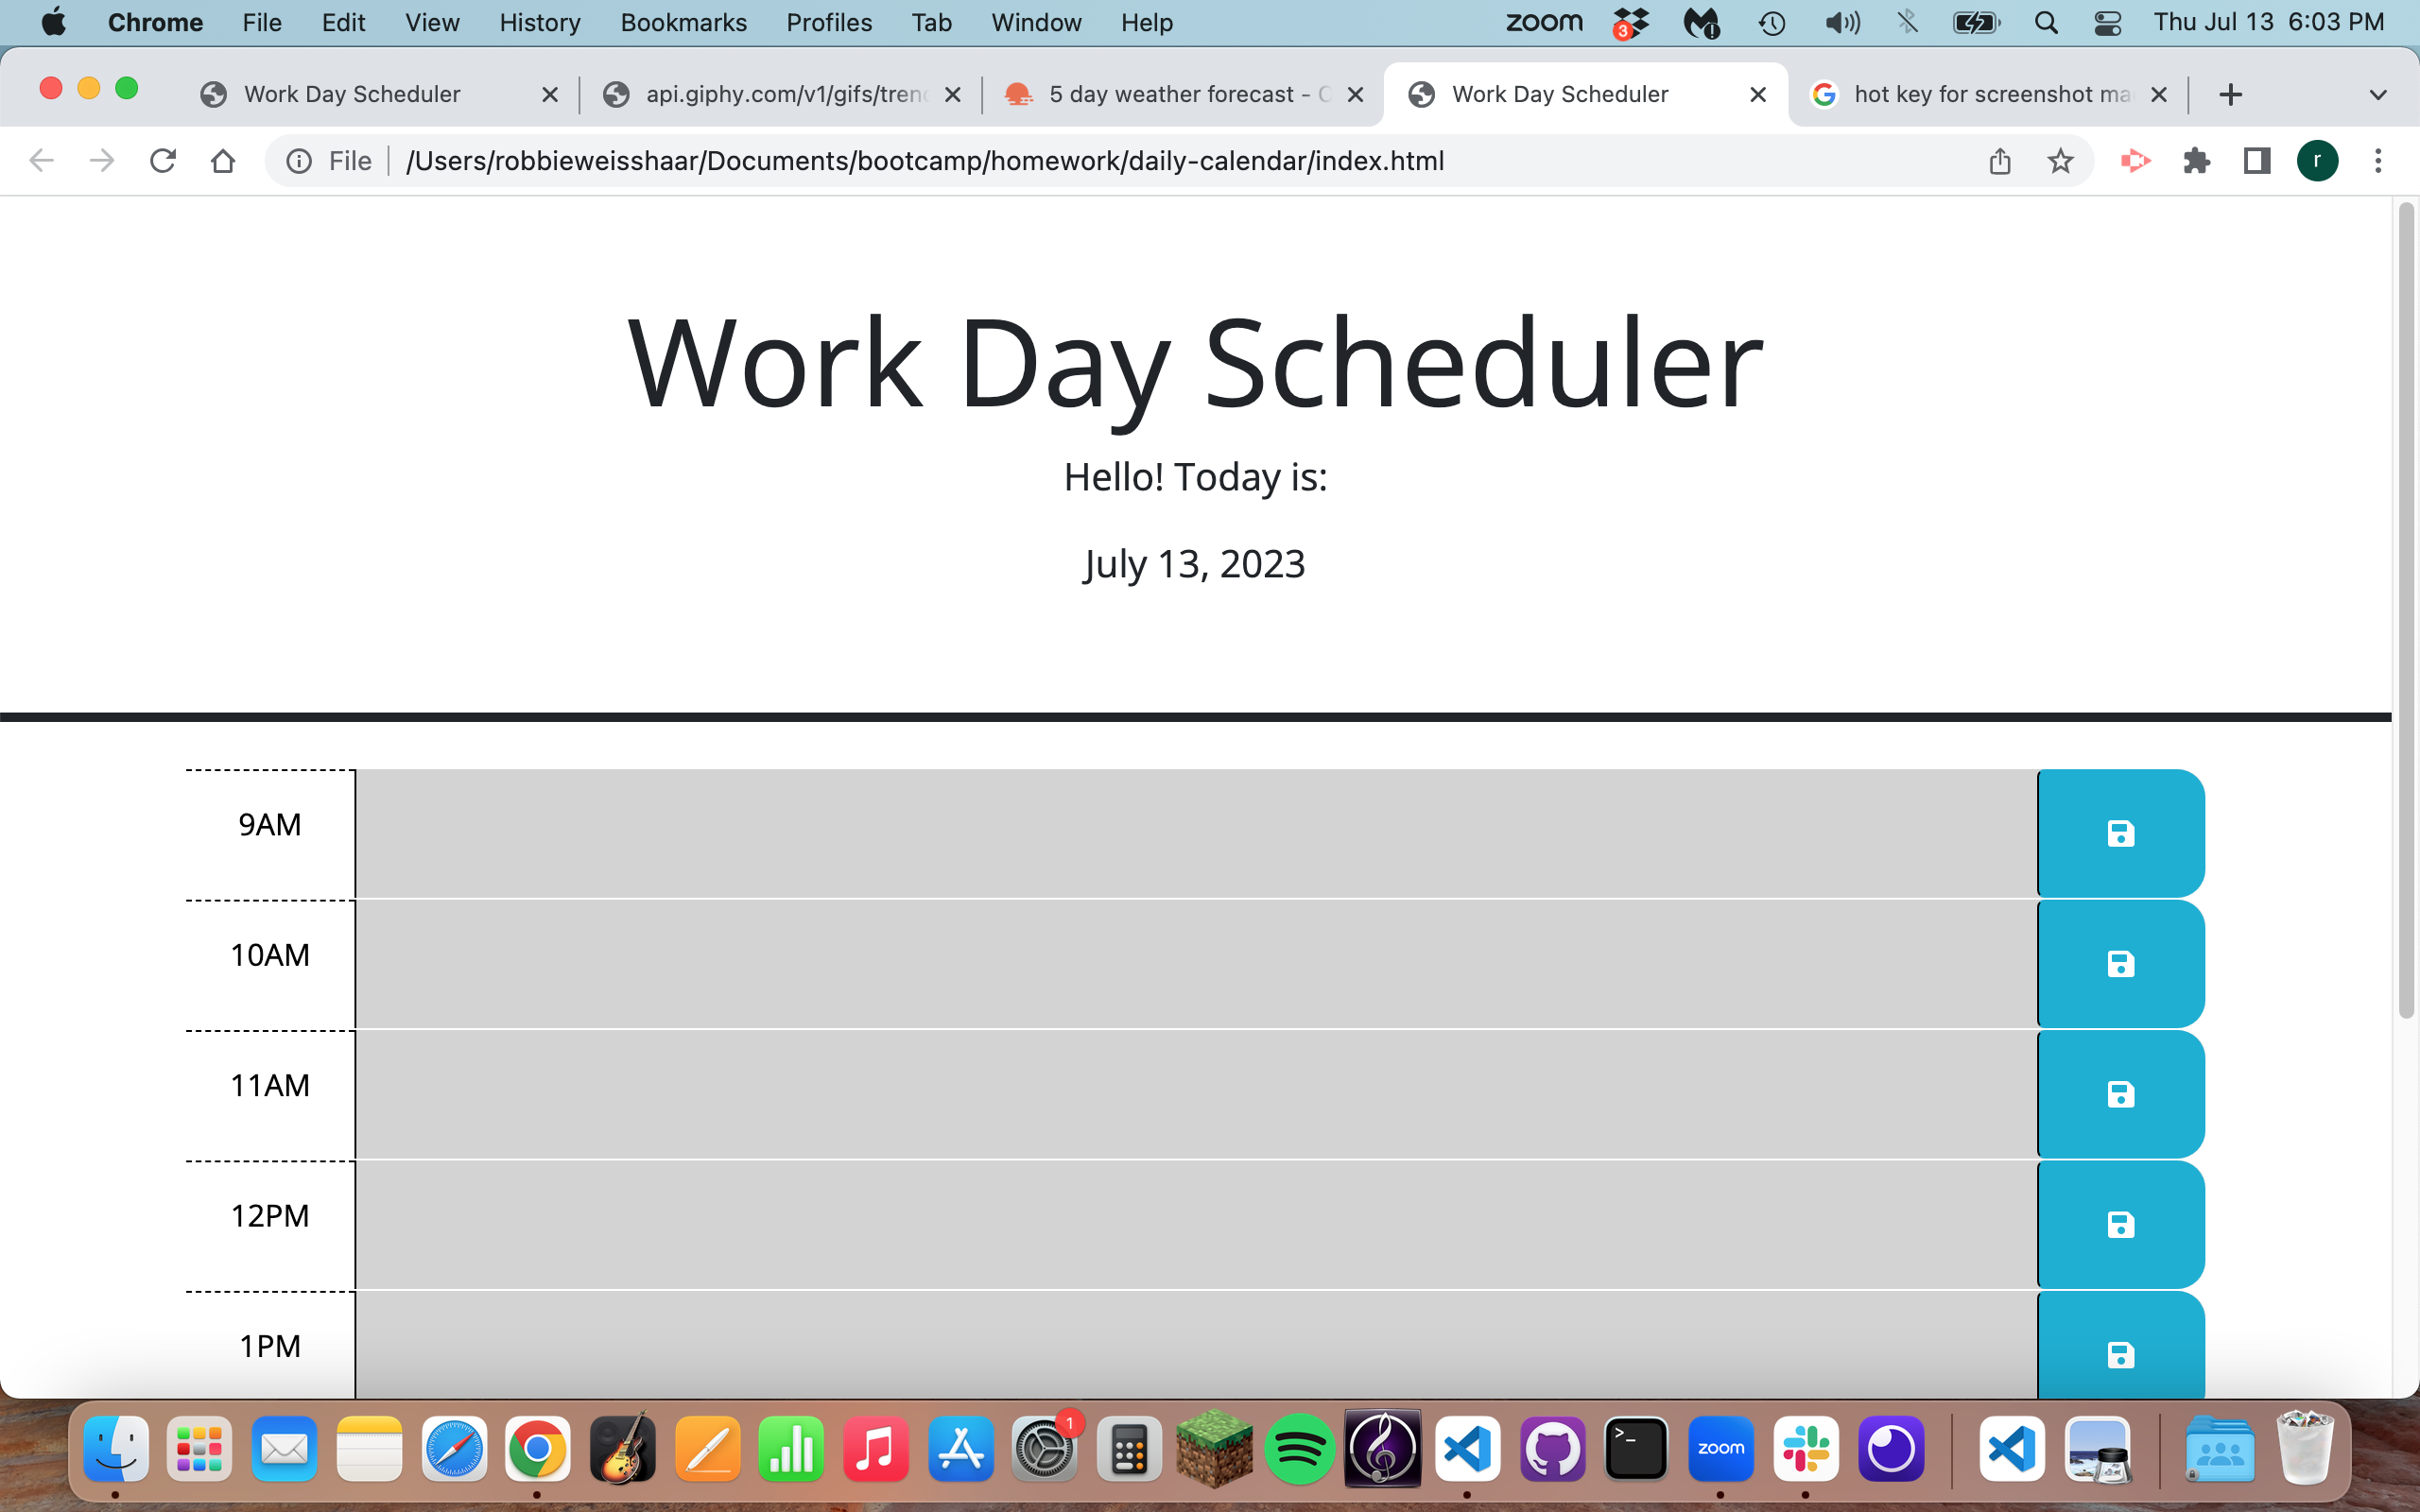 Chrome File Edit View History Bookmarks Profiles Tab Window Help zoom 3 Thu Jul 13 6:03 PM
Work Day Scheduler api.giphy.com/v1/gifs/tren 5 day weather forecast - Work Day Scheduler hot key for screenshot ma
File /Users/robbieweisshaar/Documents/bootcamp/homework/daily-calendar/index.html r
Work Day Scheduler
Hello! Today is:
July 13, 2023
9AM
10AM
11AM
12PM
1PM
1
zoom